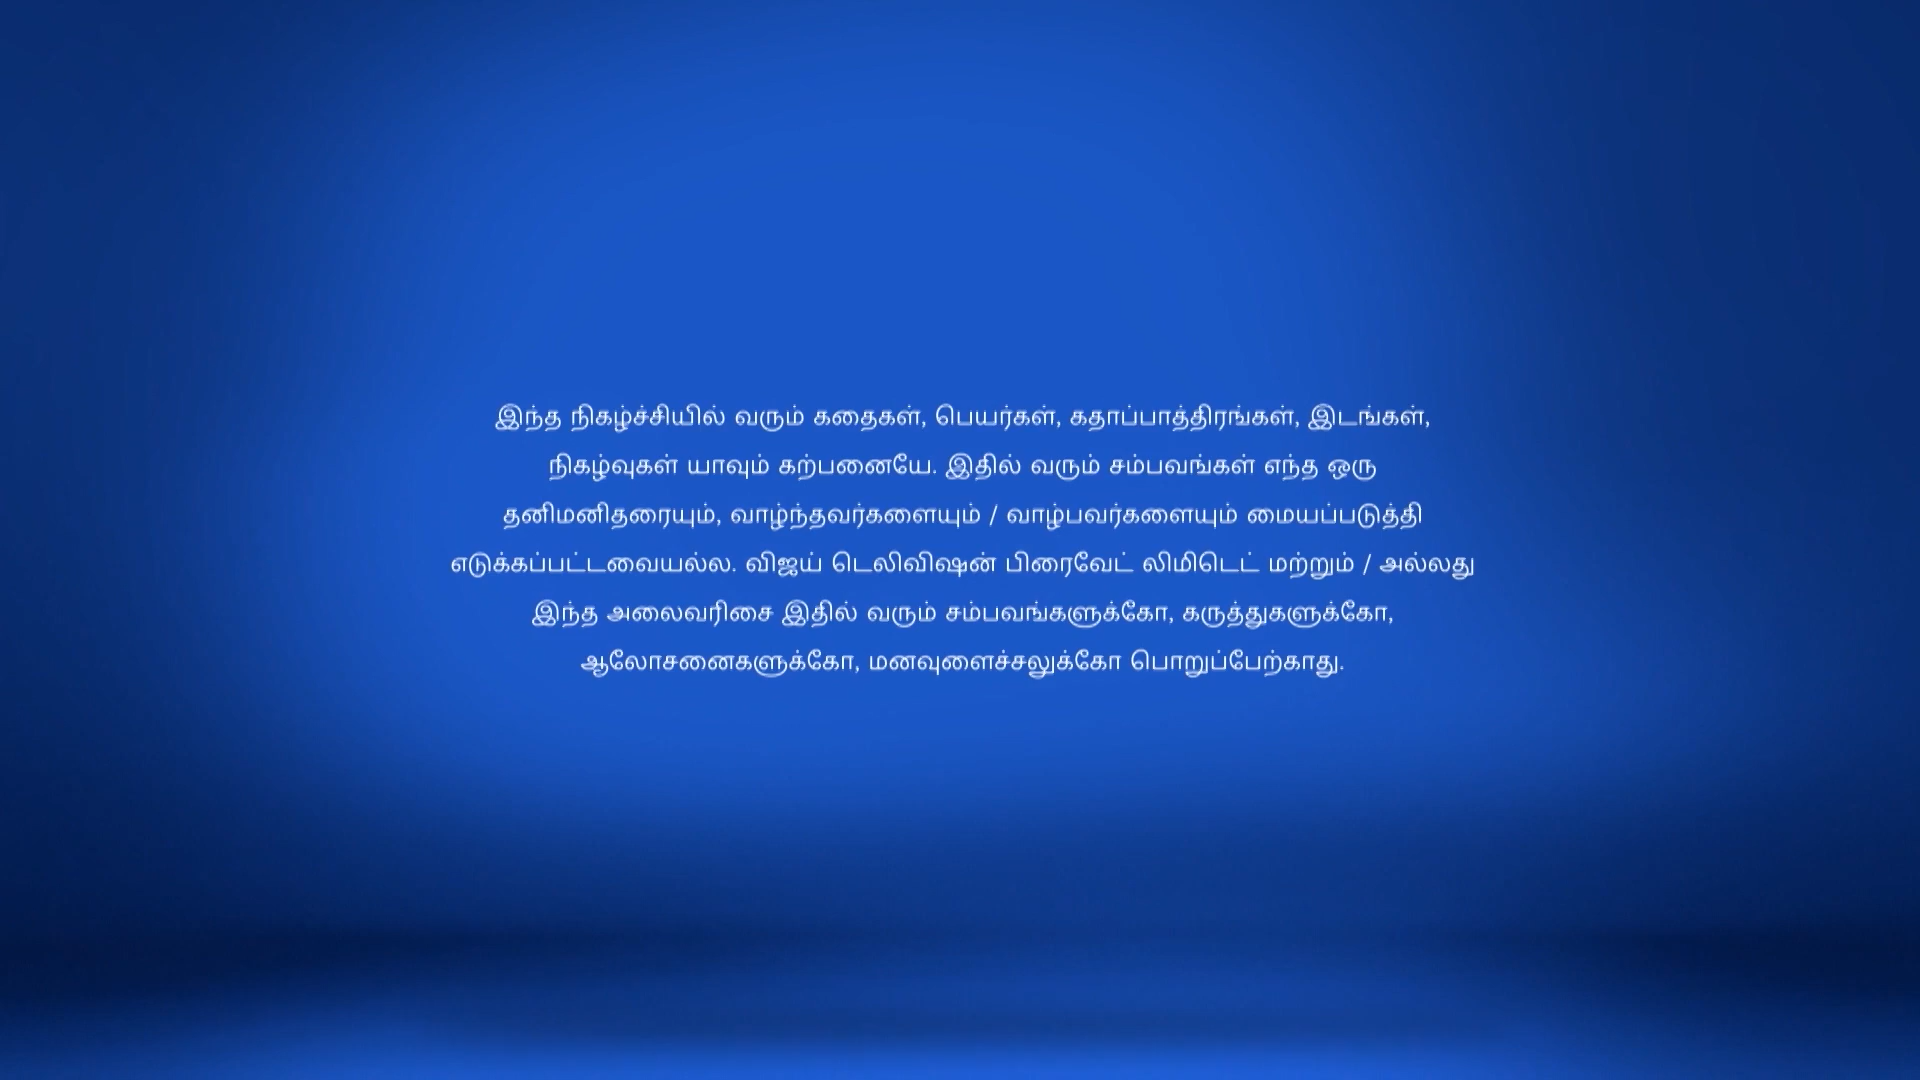 இந்த நிகழ்ச்சியில் வரும் கதைகள், பெயர்கள், கதாப்பாத்திரங்கள், இடங்கள்,
நிகழ்வுகள் யாவும் கற்பனையே. இதில் வரும் சம்பவங்கள் எந்த ஒரு
தனிமனிதரையும், வாழ்ந்தவர்களையும் / வாழ்பவர்களையும் மையப்படுத்தி
எடுக்கப்பட்டவையல்ல. விஜய் டெலிவிஷன் பிரைவேட் லிமிடெட் மற்றும் / அல்லது
இந்த அலைவரிசை இதில் வரும் சம்பவங்களுக்கோ, கருத்துகளுக்கோ,
ஆலோசனைகளுக்கோ, மனவுளைச்சலுக்கோ பொறுப்பேற்காது.